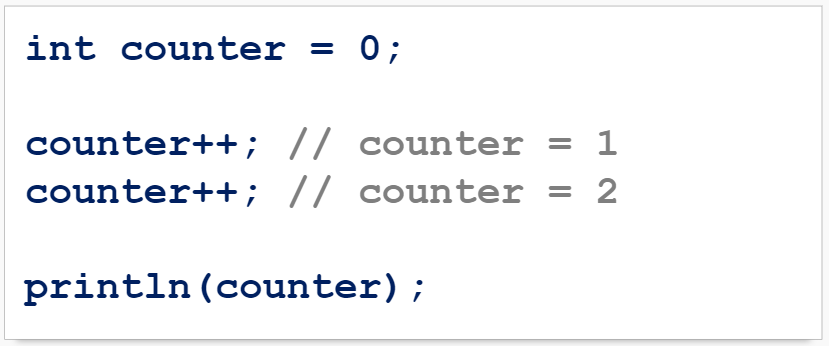 int counter = 0;
counter++; // counter = 1
counter++; // counter = 2
println(counter);